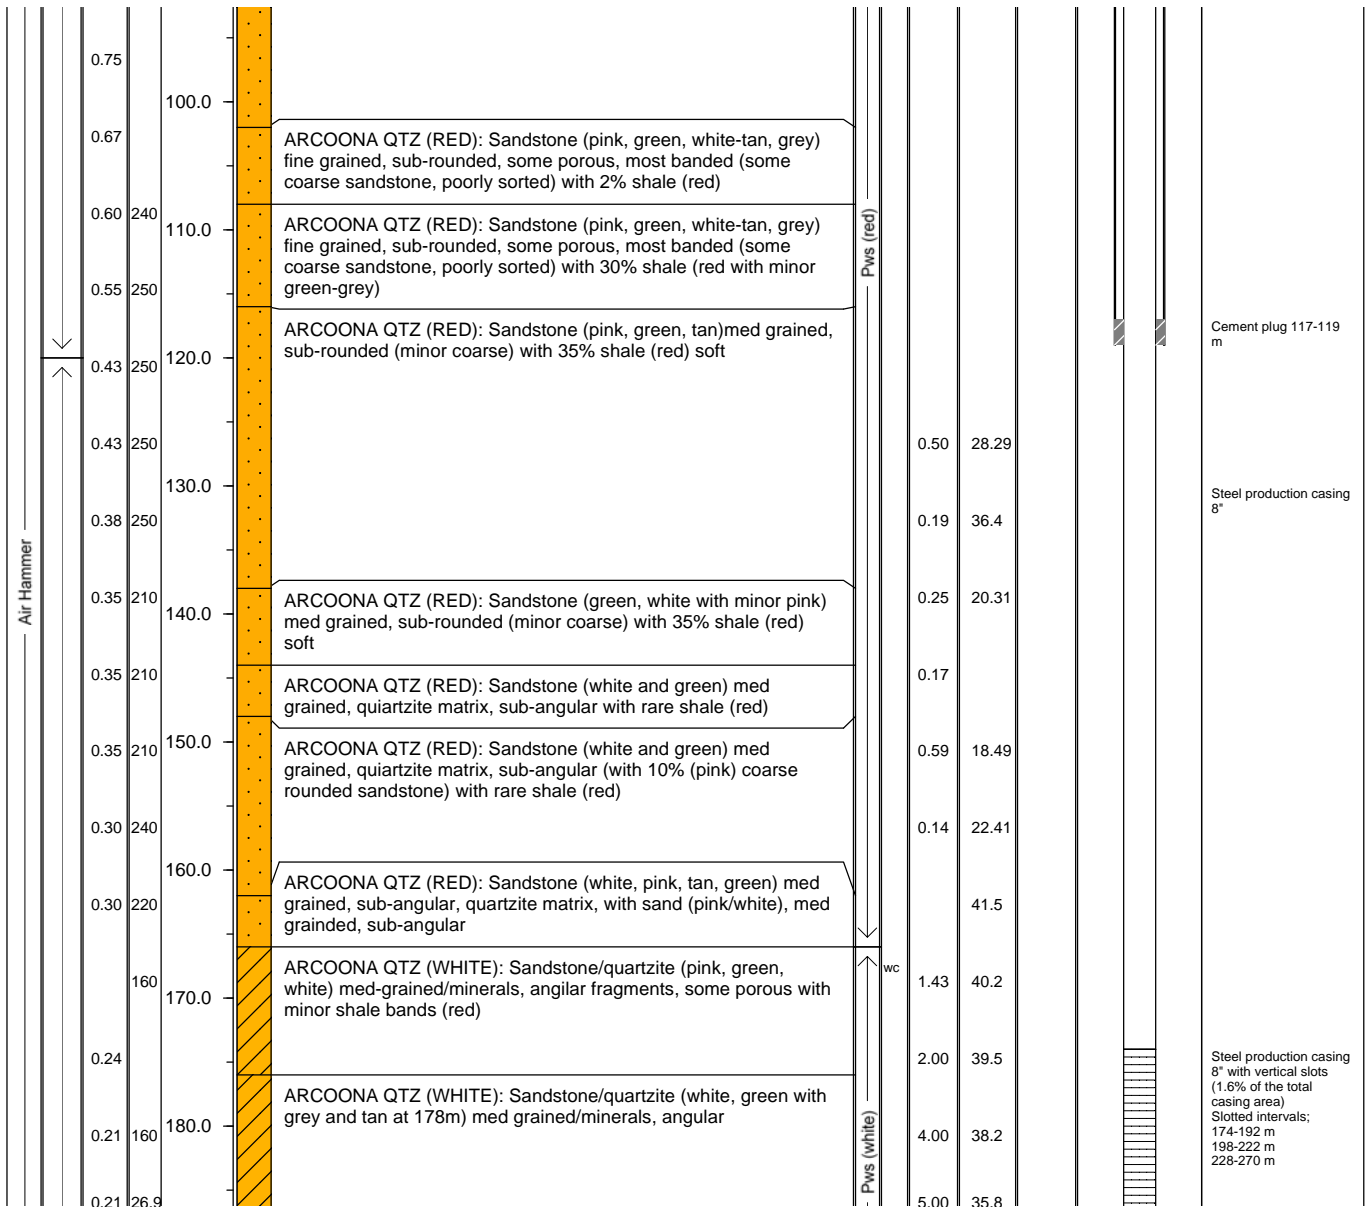 0.75
100.0
0.67
ARCOONA QTZ (RED): Sandstone (pink, green, white-tan, grey)
fine grained, sub-rounded, some porous, most banded (some
coarse sandstone, poorly sorted) with 2% shale (red)
0.60 240
110.0
ARCOONA QTZ (RED): Sandstone (pink, green, white-tan, grey)
fine grained, sub-rounded, some porous, most banded (some
coarse sandstone, poorly sorted) with 30% shale (red with minor
green-grey)
Pws (red)
0.55 250
ARCOONA QTZ (RED): Sandstone (pink, green, tan)med grained,
sub-rounded (minor coarse) with 35% shale (red) soft
Cement plug 117-119
m
120.0
0.43 250
0.43 250
0.50 28.29
130.0
Steel production casing
8"
0.38 250
0.19 36.4
Air Hammer
0.35 210
140.0
ARCOONA QTZ (RED): Sandstone (green, white with minor pink)
med grained, sub-rounded (minor coarse) with 35% shale (red)
soft
0.25 20.31
0.35 210
ARCOONA QTZ (RED): Sandstone (white and green) med
grained, quiartzite matrix, sub-angular with rare shale (red)
0.17
0.35 210
150.0
ARCOONA QTZ (RED): Sandstone (white and green) med
grained, quiartzite matrix, sub-angular (with 10% (pink) coarse
rounded sandstone) with rare shale (red)
0.59 18.49
0.30 240
0.14 22.41
160.0
0.30 220
ARCOONA QTZ (RED): Sandstone (white, pink, tan, green) med
grained, sub-angular, quartzite matrix, with sand (pink/white), med
grainded, sub-angular
41.5
160
170.0
ARCOONA QTZ (WHITE): Sandstone/quartzite (pink, green,
white) med-grained/minerals, angilar fragments, some porous with
minor shale bands (red)
wc
1.43 40.2
0.24
2.00 39.5
Steel production casing
8" with vertical slots
(1.6% of the total
casing area)
Slotted intervals;
174-192 m
198-222 m
228-270 m
ARCOONA QTZ (WHITE): Sandstone/quartzite (white, green with
grey and tan at 178m) med grained/minerals, angular
180.0
0.21 160
Pws (white)
4.00 38.2
0.21 26.9
5.00 35.8